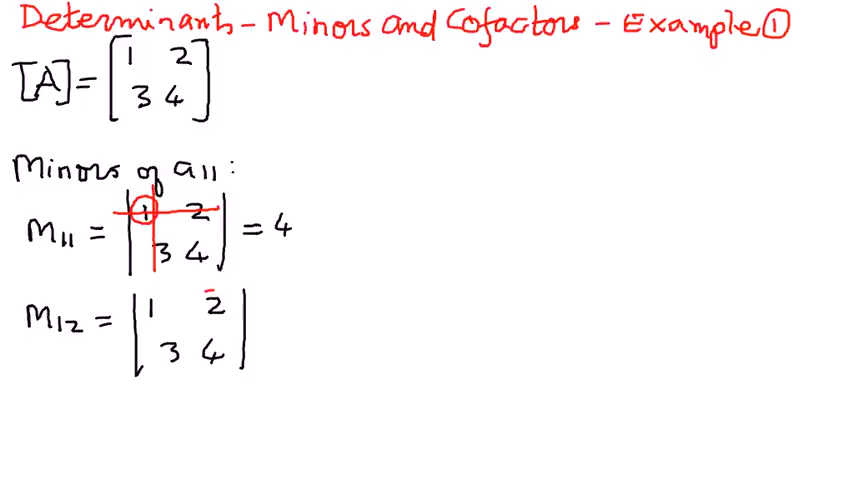 Determinants - Minors and Cofactors - Example ①
[A] = [1 2
3 4]
Minors of a11:
M11 = |1 2
3 4| = 4
M12 = |1 2
3 4|